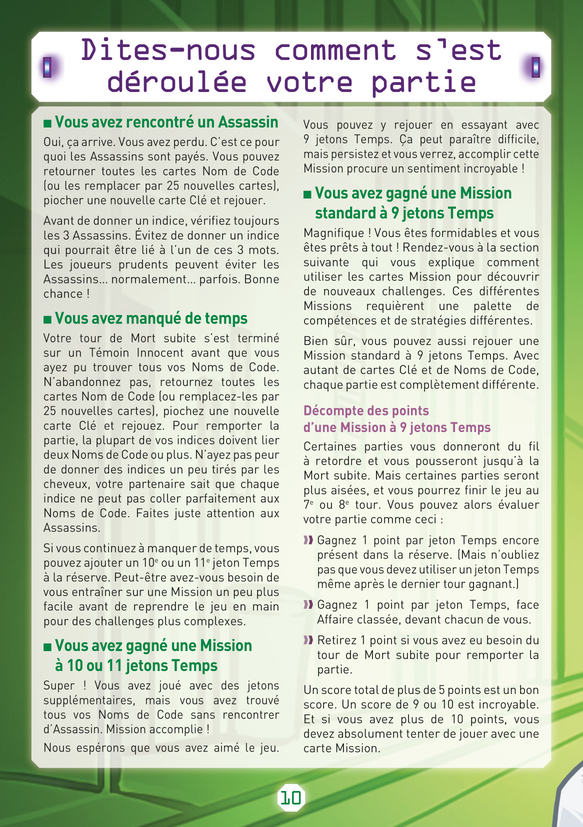 Dites-nous comment s'est
déroulée votre partie
■ Vous avez rencontré un Assassin
Oui, ça arrive. Vous avez perdu. C'est ce pour
quoi les Assassins sont payés. Vous pouvez
retourner toutes les cartes Nom de Code
(ou les remplacer par 25 nouvelles cartes),
piocher une nouvelle carte Clé et rejouer.
Avant de donner un indice, vérifiez toujours
les 3 Assassins. Évitez de donner un indice
qui pourrait être lié à l'un de ces 3 mots.
Les joueurs prudents peuvent éviter les
Assassins... normalement... parfois. Bonne
chance !
■ Vous avez manqué de temps
Votre tour de Mort subite s'est terminé
sur un Témoin Innocent avant que vous
ayez pu trouver tous vos Noms de Code.
N'abandonnez pas, retournez toutes les
cartes Nom de Code (ou remplacez-les par
25 nouvelles cartes), piochez une nouvelle
carte Clé et rejouez. Pour remporter la
partie, la plupart de vos indices doivent lier
deux Noms de Code ou plus. N'ayez pas peur
de donner des indices un peu tirés par les
cheveux, votre partenaire sait que chaque
indice ne peut pas coller parfaitement aux
Noms de Code. Faites juste attention aux
Assassins.
Si vous continuez à manquer de temps, vous
pouvez ajouter un 10e ou un 11e jeton Temps
à la réserve. Peut-être avez-vous besoin de
vous entraîner sur une Mission un peu plus
facile avant de reprendre le jeu en main
pour des challenges plus complexes.
■ Vous avez gagné une Mission
à 10 ou 11 jetons Temps
Super ! Vous avez joué avec des jetons
supplémentaires, mais vous avez trouvé
tous vos Noms de Code sans rencontrer
d'Assassin. Mission accomplie !
Nous espérons que vous avez aimé le jeu.
Vous pouvez y rejouer en essayant avec
9 jetons Temps. Ça peut paraître difficile,
mais persistez et vous verrez, accomplir cette
Mission procure un sentiment incroyable !
■ Vous avez gagné une Mission
standard à 9 jetons Temps
Magnifique ! Vous êtes formidables et vous
êtes prêts à tout ! Rendez-vous à la section
suivante qui vous explique comment
utiliser les cartes Mission pour découvrir
de nouveaux challenges. Ces différentes
Missions requièrent une palette de
compétences et de stratégies différentes.
Bien sûr, vous pouvez aussi rejouer une
Mission standard à 9 jetons Temps. Avec
autant de cartes Clé et de Noms de Code,
chaque partie est complètement différente.
Décompte des points
d'une Mission à 9 jetons Temps
Certaines parties vous donneront du fil
à retordre et vous pousseront jusqu'à la
Mort subite. Mais certaines parties seront
plus aisées, et vous pourrez finir le jeu au
7e ou 8e tour. Vous pouvez alors évaluer
votre partie comme ceci :
Gagnez 1 point par jeton Temps encore
présent dans la réserve. (Mais n'oubliez
pas que vous devez utiliser un jeton Temps
même après le dernier tour gagnant.)
Gagnez 1 point par jeton Temps, face
Affaire classée, devant chacun de vous.
Retirez 1 point si vous avez eu besoin du
tour de Mort subite pour remporter la
partie.
Un score total de plus de 5 points est un bon
score. Un score de 9 ou 10 est incroyable.
Et si vous avez plus de 10 points, vous
devez absolument tenter de jouer avec une
carte Mission.
10